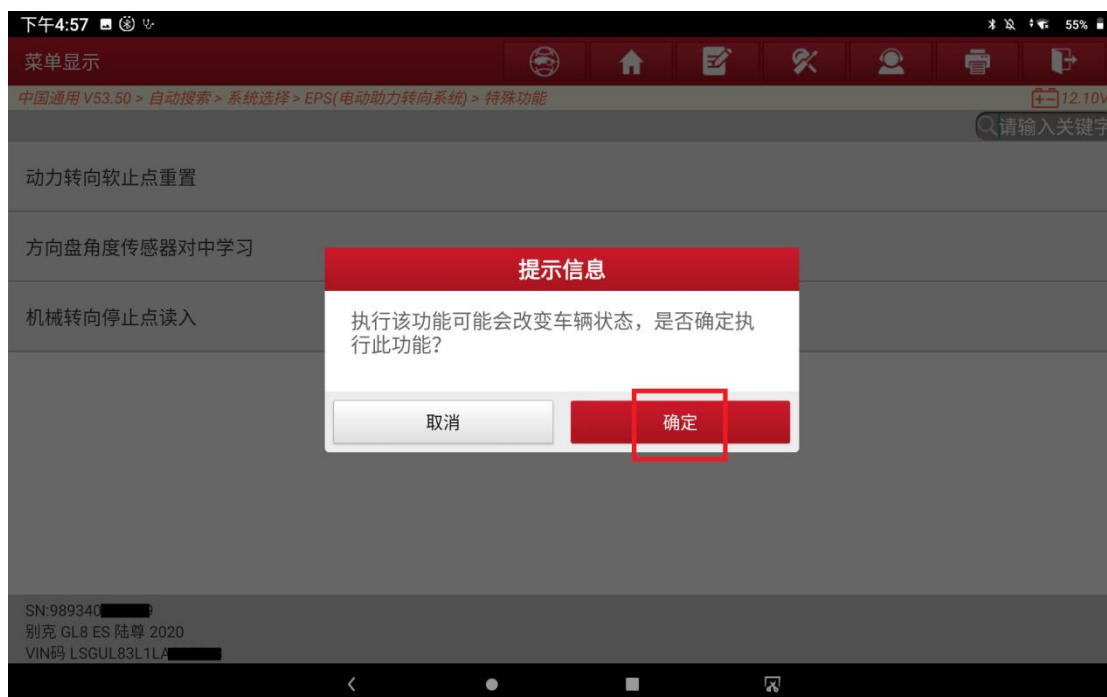 下午4:57
55%
菜单显示
中国通用 V53.50 > 自动搜索 > 系统选择 > EPS(电动助力转向系统) > 特殊功能
12.10V
请输入关键字
动力转向软止点重置
方向盘角度传感器对中学习
机械转向停止点读入
提示信息
执行该功能可能会改变车辆状态，是否确定执
行此功能？
取消
确定
SN:989340
别克 GL8 ES 陆尊 2020
VIN码 LSGUL83L1LA